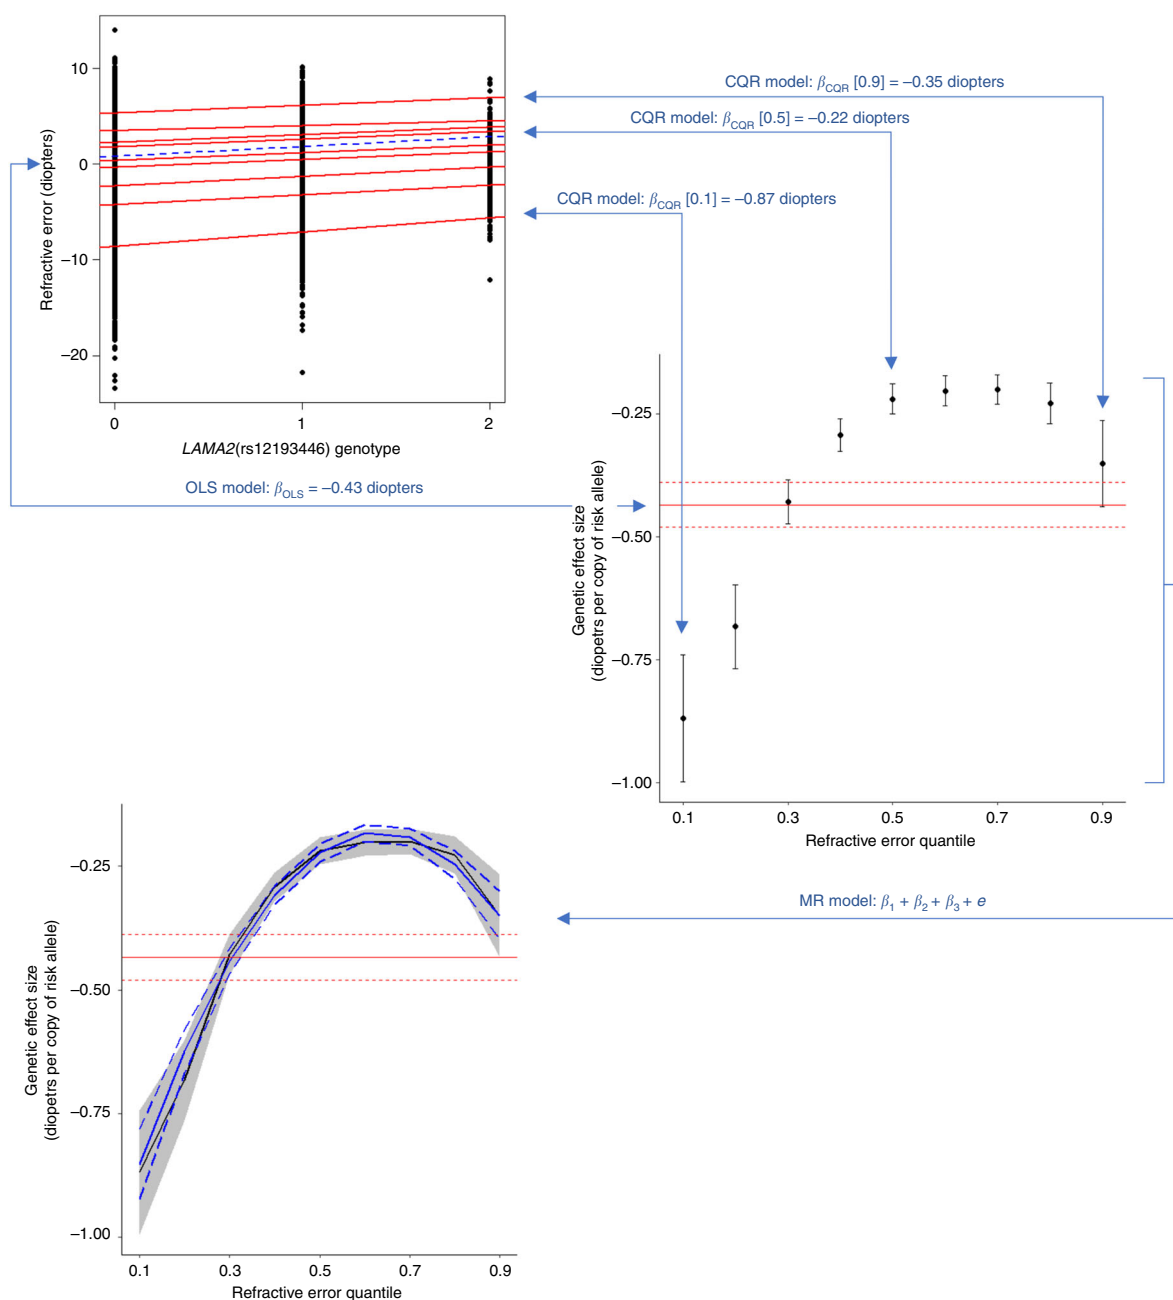 10
0
−10
−20
Refractive error (diopters)
0
1
2
LAMA2(rs12193446) genotype
CQR model: βCQR [0.9] = −0.35 diopters
CQR model: βCQR [0.5] = −0.22 diopters
CQR model: βCQR [0.1] = −0.87 diopters
OLS model: βOLS = −0.43 diopters
Genetic effect size
(diopetrs per copy of risk allele)
−0.25
−0.50
−0.75
−1.00
0.1
0.3
0.5
0.7
0.9
Refractive error quantile
MR model: β1 + β2 + β3 + e
Genetic effect size
(diopetrs per copy of risk allele)
−0.25
−0.50
−0.75
−1.00
0.1
0.3
0.5
0.7
0.9
Refractive error quantile